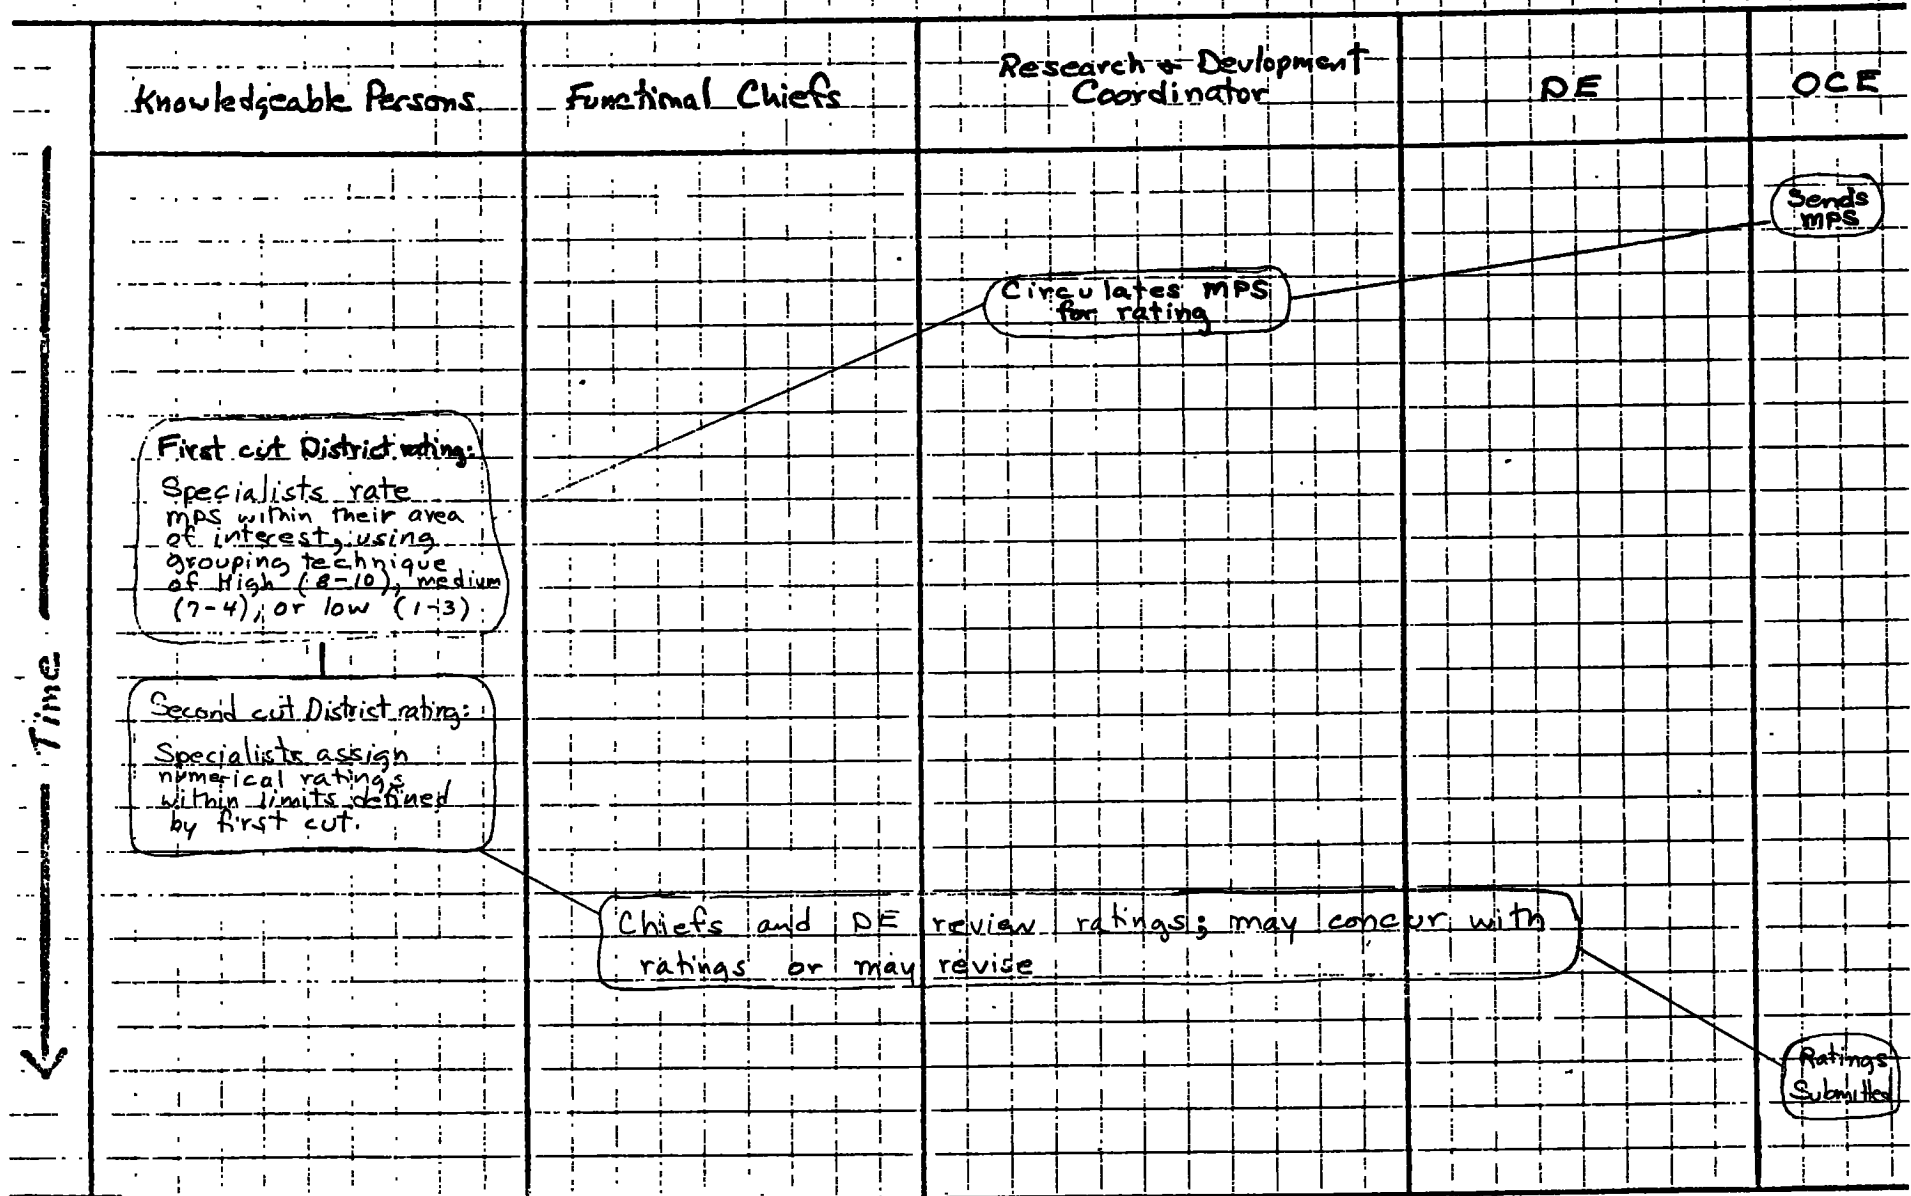 Knowledgeable Persons
Functional Chiefs
Research & Devlopment
Coordinator
DE
OCE
Time
Sends
MPS
Circulates MPS
for rating
First cut District rating:
Specialists rate
MPS within their area
of interest, using
grouping technique
of High (8-10), medium
(7-4), or low (1-3)
Second cut District rating:
Specialists assign
numerical ratings
within limits defined
by first cut.
Chiefs and DE review ratings; may concur with
ratings or may revise
Ratings
Submitted